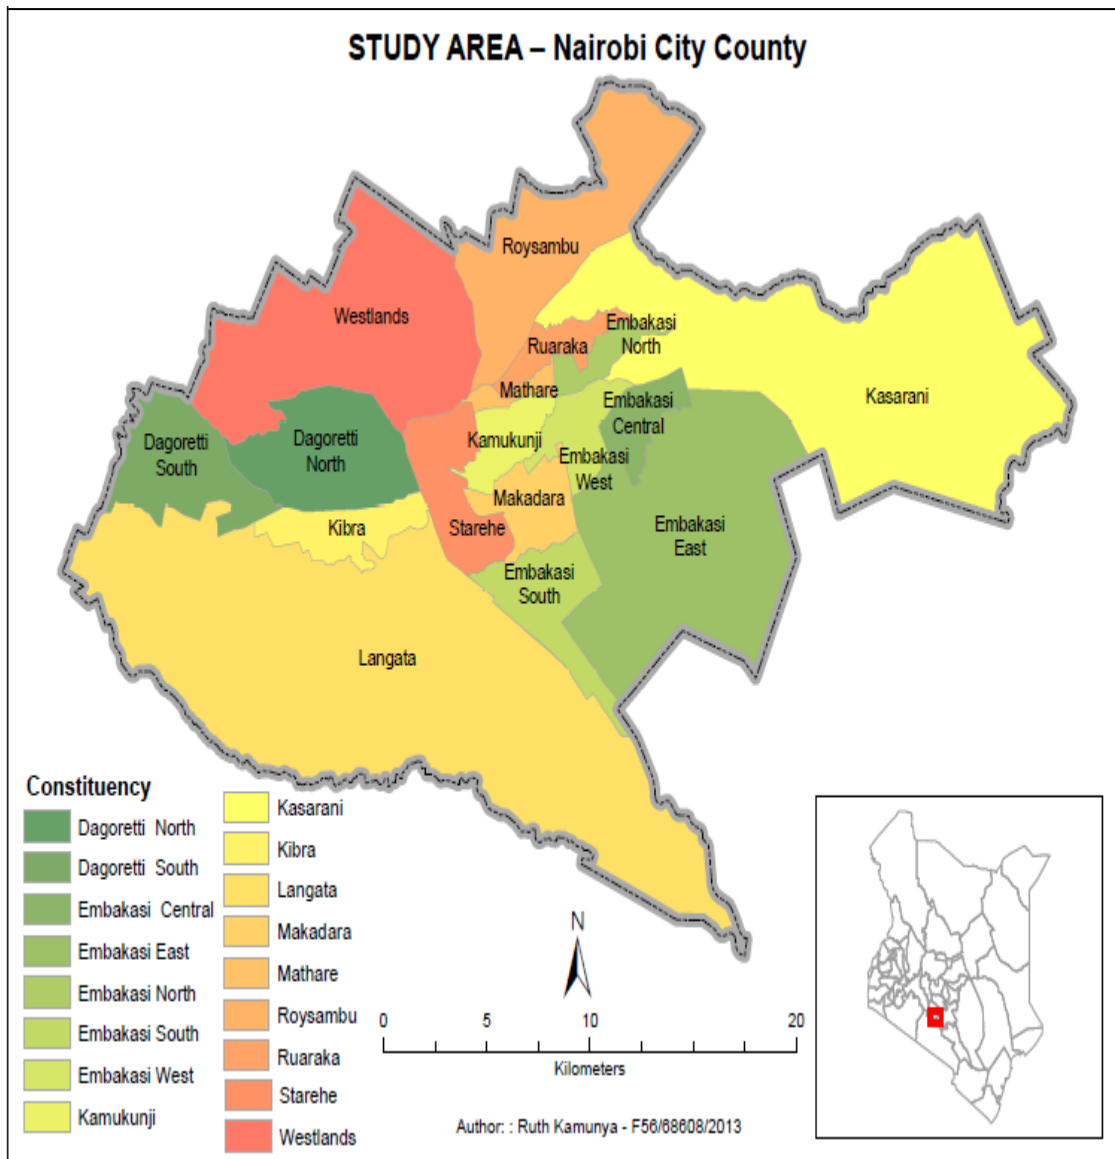 STUDY AREA – Nairobi City County
Roysambu
Westlands
Embakasi
North
Ruaraka
Mathare
Kasarani
Embakasi
Central
Dagoretti
South
Dagoretti
North
Kamukunji
Embakasi
West
Makadara
Kibra
Starehe
Embakasi
East
Embakasi
South
Langata
Constituency
Dagoretti North
Dagoretti South
Embakasi Central
Embakasi East
Embakasi North
Embakasi South
Embakasi West
Kamukunji
Kasarani
Kibra
Langata
Makadara
Mathare
Roysambu
Ruaraka
Starehe
Westlands
N
0 5 10 20
Kilometers
Author: : Ruth Kamunya - F56/68608/2013